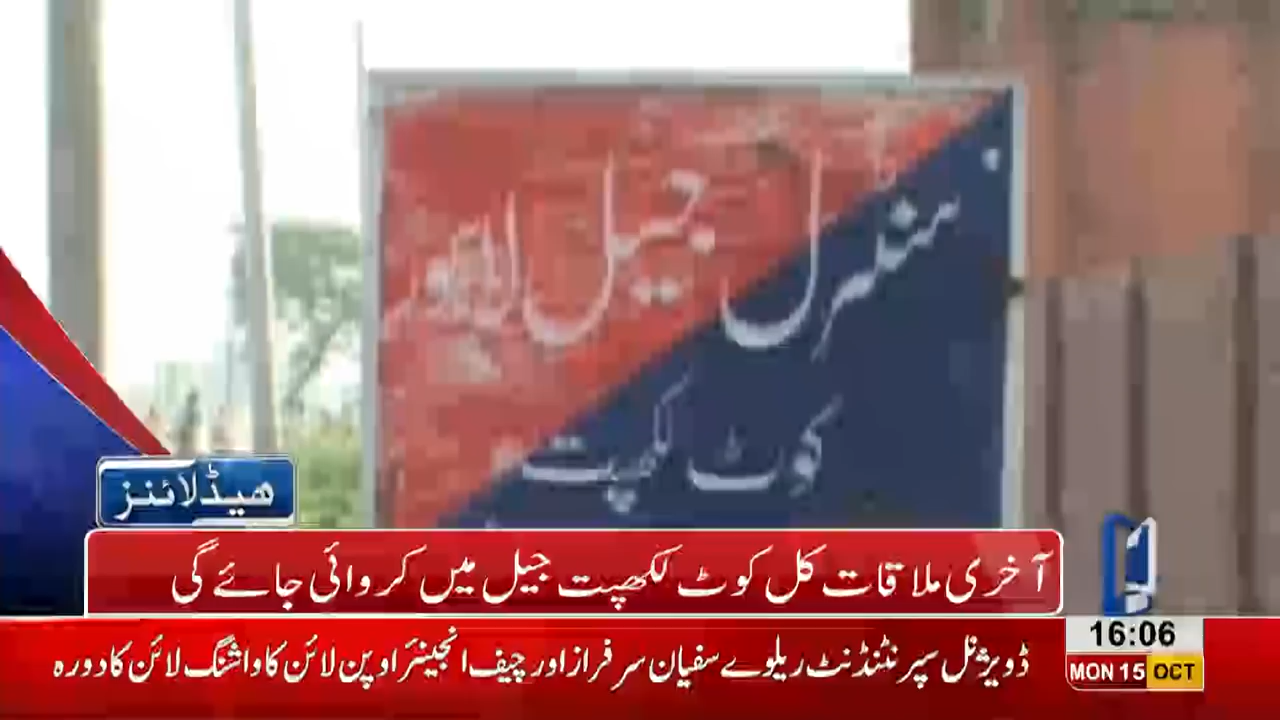 سنٹرل جیل لاہور
کوٹ لکھپت
ھیڈلائنز
آخری ملاقات کل کوٹ لکھپت جیل میں کروائی جائے گی
16:06
ڈویژنل سپرنٹنڈنٹ ریلوے سفیان سرفراز اور چیف انجینئر اوپن لائن کا واشنگ لائن کا دورہ
MON 15 OCT